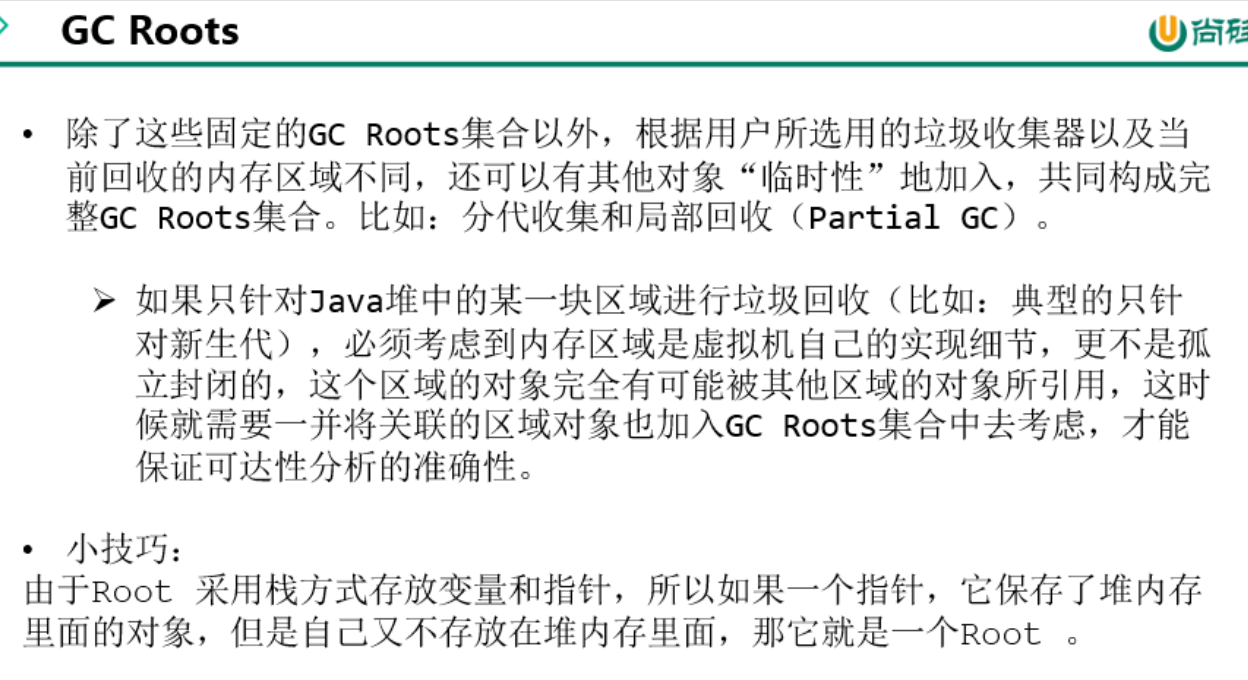 GC Roots
尚硅
• 除了这些固定的GC Roots集合以外，根据用户所选用的垃圾收集器以及当
前回收的内存区域不同，还可以有其他对象“临时性”地加入，共同构成完
整GC Roots集合。比如：分代收集和局部回收（Partial GC）。
➢ 如果只针对Java堆中的某一块区域进行垃圾回收（比如：典型的只针
对新生代），必须考虑到内存区域是虚拟机自己的实现细节，更不是孤
立封闭的，这个区域的对象完全有可能被其他区域的对象所引用，这时
候就需要一并将关联的区域对象也加入GC Roots集合中去考虑，才能
保证可达性分析的准确性。
• 小技巧：
由于Root 采用栈方式存放变量和指针，所以如果一个指针，它保存了堆内存
里面的对象，但是自己又不存放在堆内存里面，那它就是一个Root 。